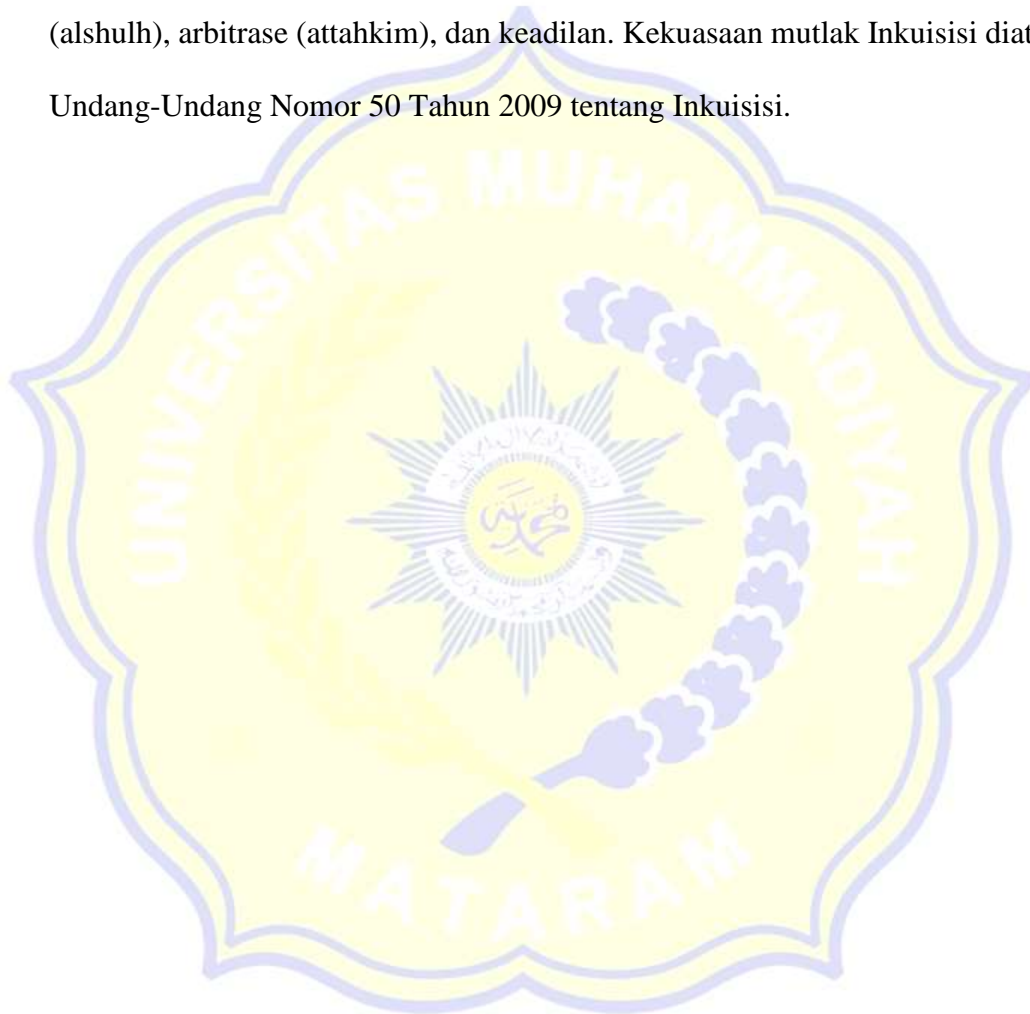 (alshulh), arbitrase (attahkim), dan keadilan. Kekuasaan mutlak Inkuisisi diat
Undang-Undang Nomor 50 Tahun 2009 tentang Inkuisisi.
UNIVERSITAS MUHAMMADIYAH
MATARAM